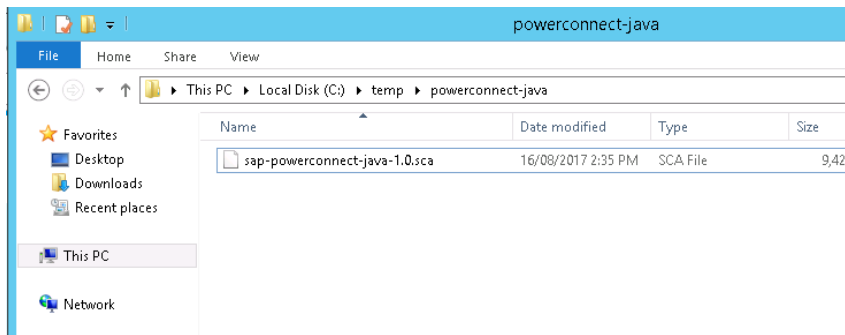 powerconnect-java
File Home Share View
This PC Local Disk (C:) temp powerconnect-java
Favorites
Desktop
Downloads
Recent places
This PC
Network
Name Date modified Type Size
sap-powerconnect-java-1.0.sca 16/08/2017 2:35 PM SCA File 9,42